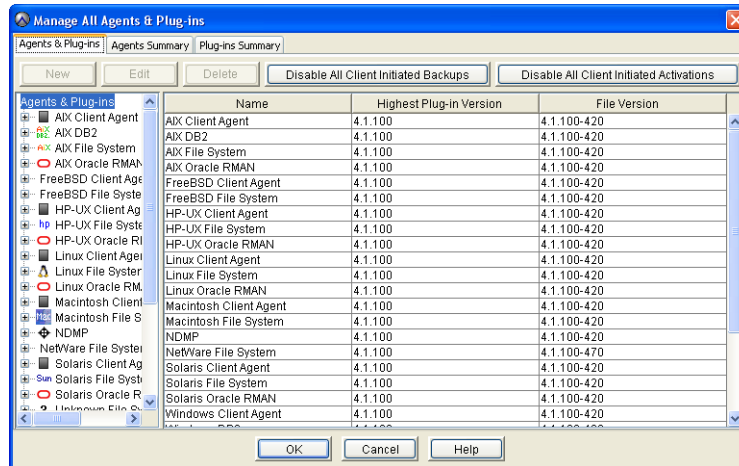 Manage All Agents & Plug-ins
Agents & Plug-ins Agents Summary Plug-ins Summary
New Edit Delete Disable All Client Initiated Backups Disable All Client Initiated Activations
Agents & Plug-ins
AIX Client Agent
AIX DB2
AIX File System
AIX Oracle RMAN
FreeBSD Client Age
FreeBSD File Syste
HP-UX Client Ag
hp HP-UX File Syste
HP-UX Oracle RI
Linux Client Agei
Linux File System
Linux Oracle RM
Macintosh Client
Mac Macintosh File S
NDMP
NetWare File System
Solaris Client Ag
Sun Solaris File Syste
Solaris Oracle R
Name Highest Plug-in Version File Version
AIX Client Agent 4.1.100 4.1.100-420
AIX DB2 4.1.100 4.1.100-420
AIX File System 4.1.100 4.1.100-420
AIX Oracle RMAN 4.1.100 4.1.100-420
FreeBSD Client Agent 4.1.100 4.1.100-420
FreeBSD File System 4.1.100 4.1.100-420
HP-UX Client Agent 4.1.100 4.1.100-420
HP-UX File System 4.1.100 4.1.100-420
HP-UX Oracle RMAN 4.1.100 4.1.100-420
Linux Client Agent 4.1.100 4.1.100-420
Linux File System 4.1.100 4.1.100-420
Linux Oracle RMAN 4.1.100 4.1.100-420
Macintosh Client Agent 4.1.100 4.1.100-420
Macintosh File System 4.1.100 4.1.100-420
NDMP 4.1.100 4.1.100-420
NetWare File System 4.1.100 4.1.100-470
Solaris Client Agent 4.1.100 4.1.100-420
Solaris File System 4.1.100 4.1.100-420
Solaris Oracle RMAN 4.1.100 4.1.100-420
Windows Client Agent 4.1.100 4.1.100-420
OK Cancel Help